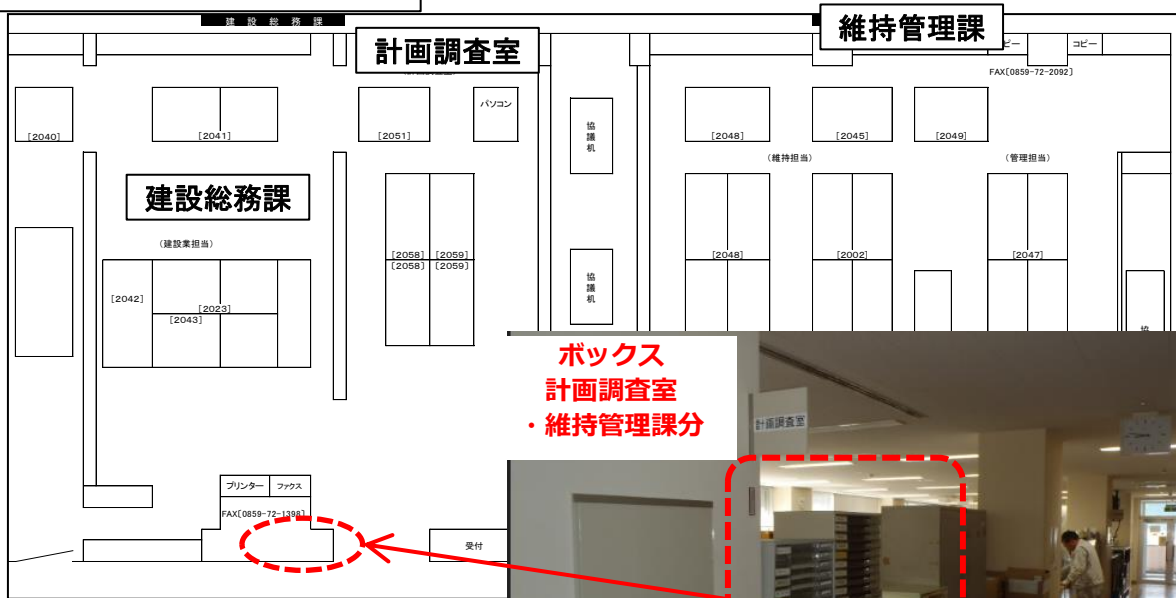 建設総務課
計画調査室
維持管理課
コピー
FAX[0859-72-2092]
パソコン
[2040]
[2041]
[2051]
協議机
[2048]
[2045]
[2049]
(維持担当)
(管理担当)
建設総務課
(建設業担当)
[2058] [2059]
[2058] [2059]
[2048]
[2002]
[2047]
[2042]
[2023]
[2043]
協議机
協
ボックス
計画調査室
・維持管理課分
計画調査室
プリンター ファクス
FAX[0859-72-1398]
受付